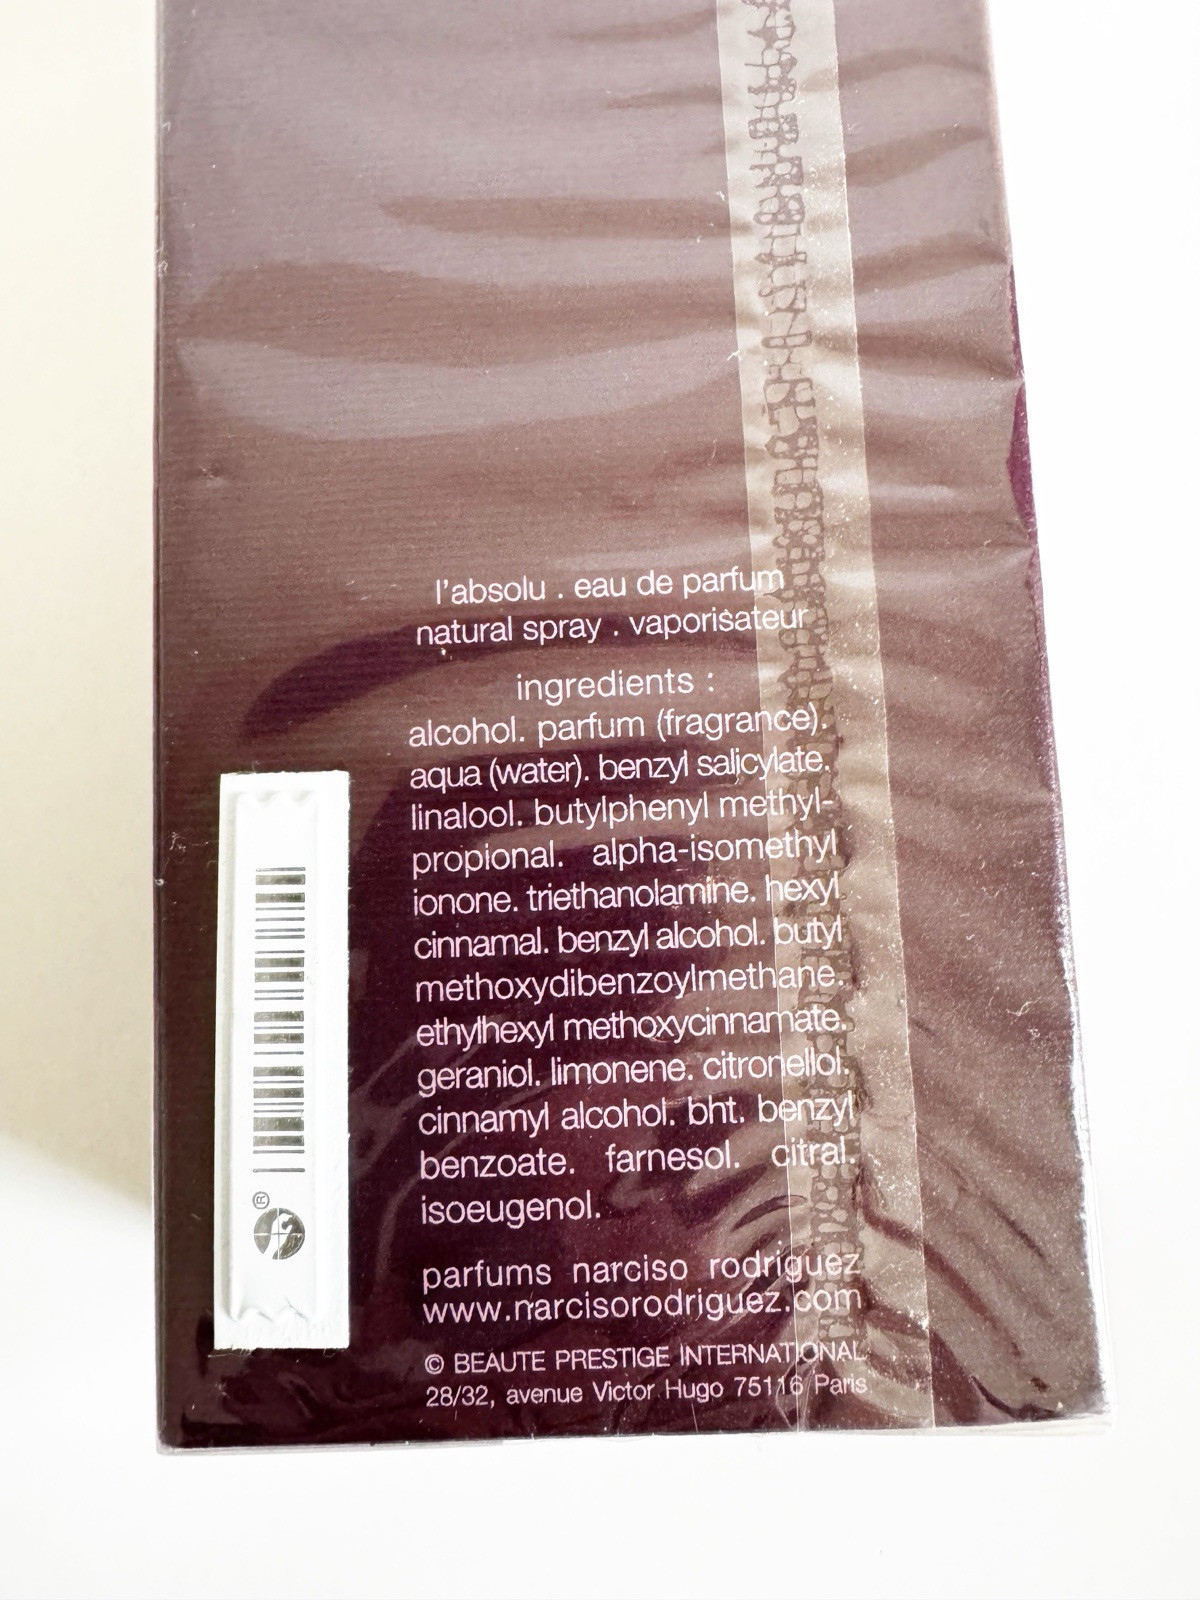 l'absolu . eau de parfum
natural spray . vaporisateur
ingredients :
alcohol. parfum (fragrance).
aqua (water). benzyl salicylate.
linalool. butylphenyl methyl-
propional. alpha-isomethyl
ionone. triethanolamine. hexyl
cinnamal. benzyl alcohol. butyl
methoxydibenzoylmethane.
ethylhexyl methoxycinnamate.
geraniol. limonene. citronellol.
cinnamyl alcohol. bht. benzyl
benzoate. farnesol. citral.
isoeugenol.
parfums narciso rodriguez
www.narcisorodriguez.com
© BEAUTE PRESTIGE INTERNATIONAL
28/32, avenue Victor Hugo 75116 Paris
®